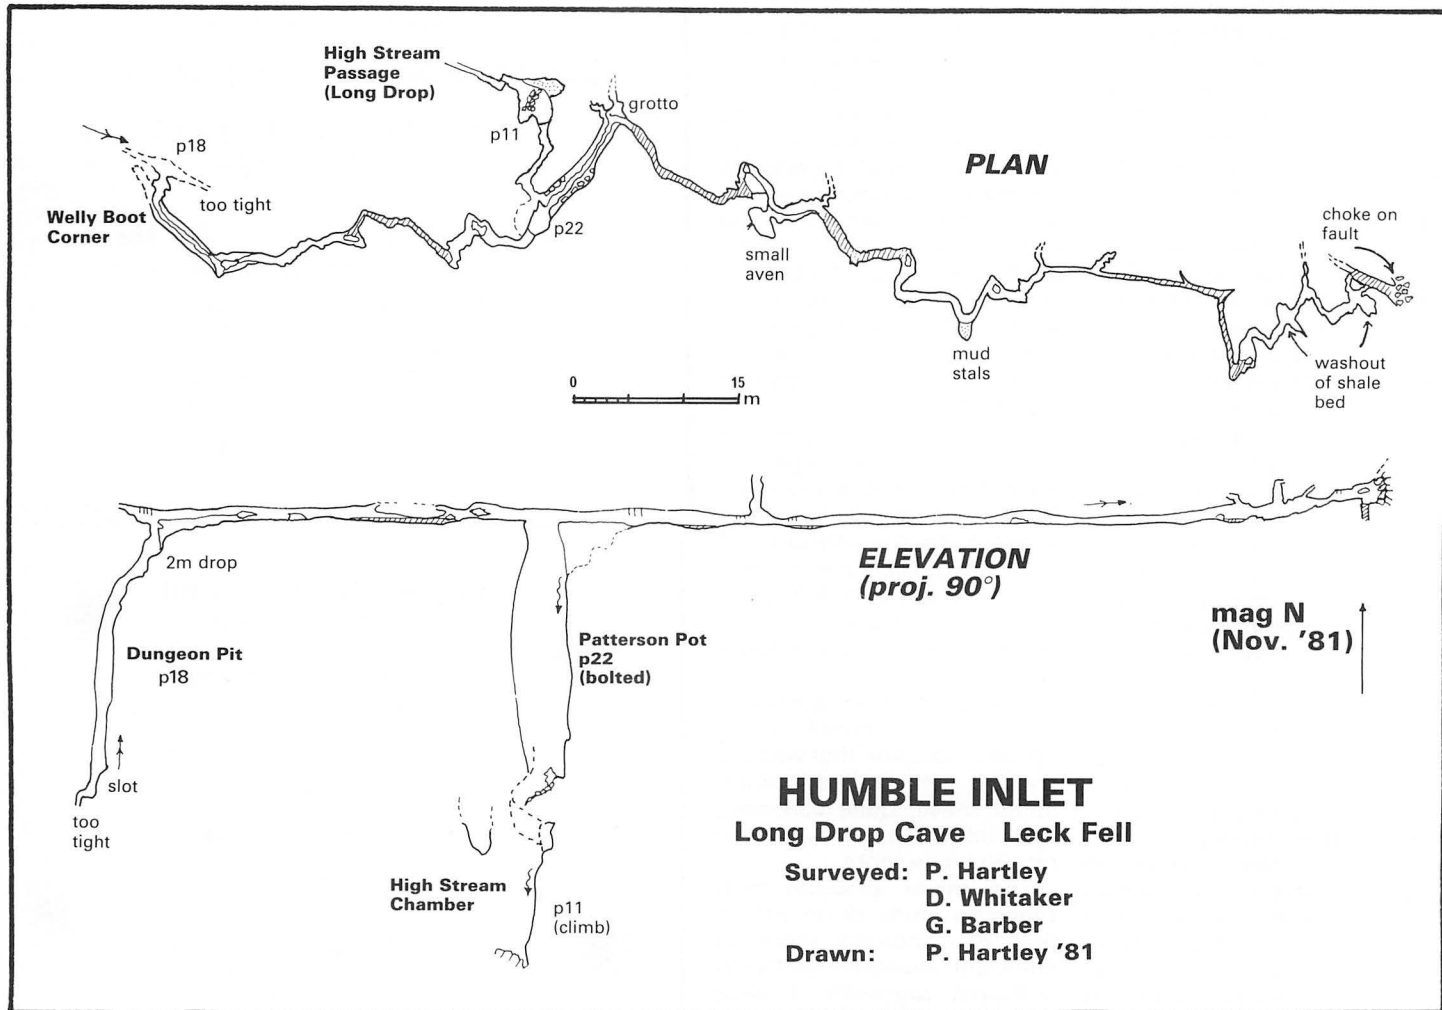 High Stream
Passage
(Long Drop)
p11
grotto
p18
too tight
Welly Boot
Corner
p22
PLAN
small
aven
choke on
fault
mud
stals
washout
of shale
bed
0 15
m
2m drop
Dungeon Pit
p18
slot
too
tight
Patterson Pot
p22
(bolted)
High Stream
Chamber
p11
(climb)
ELEVATION
(proj. 90°)
mag N
(Nov. '81)
HUMBLE INLET
Long Drop Cave Leck Fell
Surveyed: P. Hartley
D. Whitaker
G. Barber
Drawn: P. Hartley '81